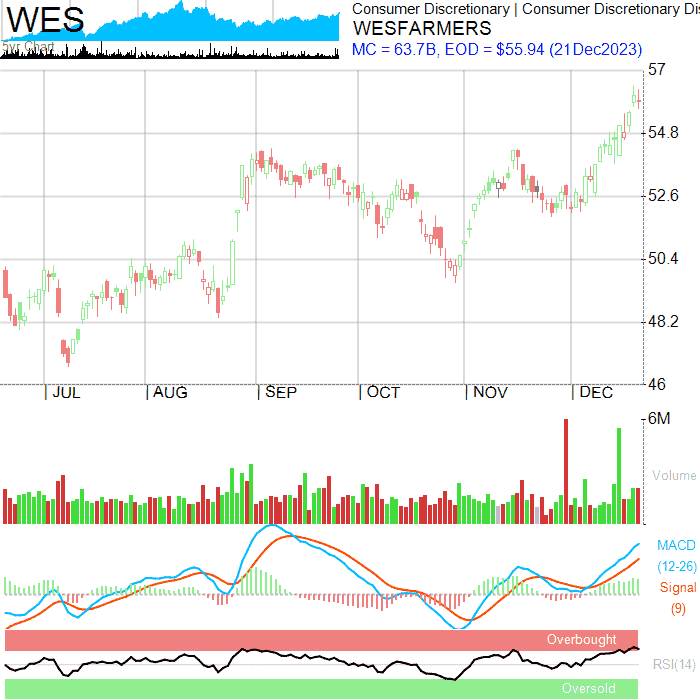 WES
5yr Chart
Consumer Discretionary | Consumer Discretionary Dis
WESFARMERS
MC = 63.7B, EOD = $55.94 (21Dec2023)
57
54.8
52.6
50.4
48.2
46
JUL
AUG
SEP
OCT
NOV
DEC
6M
Volume
MACD
(12-26)
Signal
(9)
Overbought
RSI(14)
Oversold